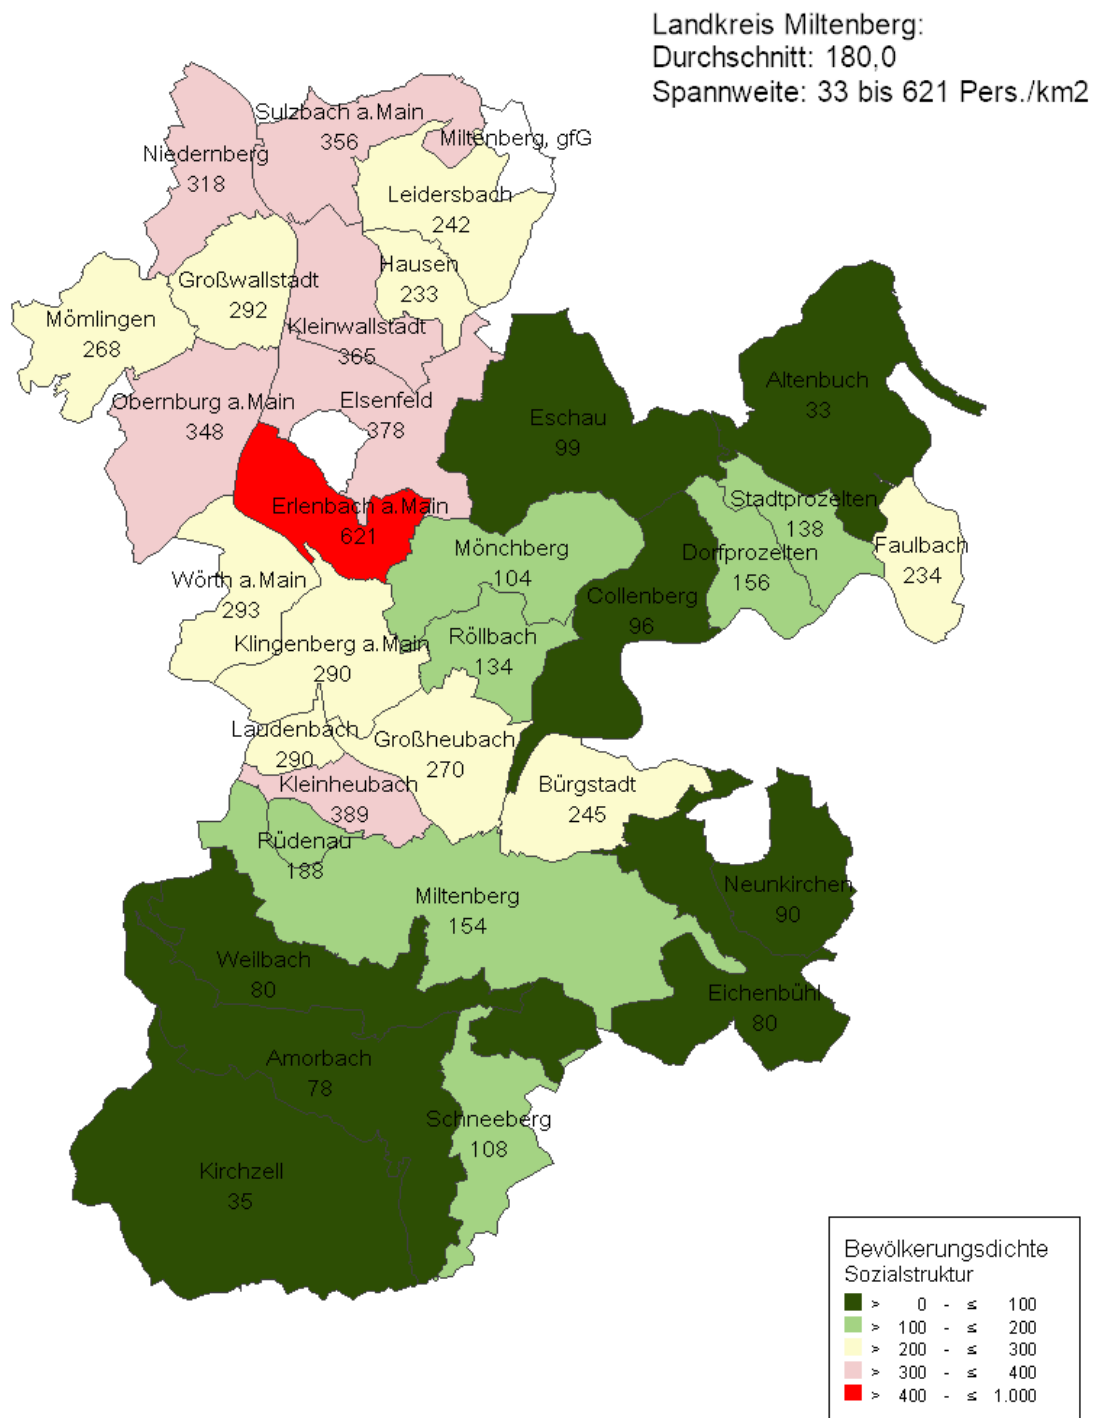 Landkreis Miltenberg:
Durchschnitt: 180,0
Spannweite: 33 bis 621 Pers./km2
Sulzbach a.Main
356
Miltenberg, gfG
Niedernberg
318
Leidersbach
242
Hausen
233
Großwallstadt
292
Mömlingen
268
Kleinwallstadt
365
Altenbuch
33
Obernburg a.Main
348
Elsenfeld
378
Eschau
99
Stadtprozelten
138
Erlenbach a.Main
621
Mönchberg
104
Dorfprozelten
156
Faulbach
234
Wörth a.Main
293
Collenberg
96
Klingenberg a.Main
290
Röllbach
134
Laudenbach
290
Großheubach
270
Kleinheubach
389
Bürgstadt
245
Rüdenau
188
Miltenberg
154
Neunkirchen
90
Weilbach
80
Eichenbühl
80
Amorbach
78
Schneeberg
108
Kirchzell
35
Bevölkerungsdichte
Sozialstruktur
> 0 - ≤ 100
> 100 - ≤ 200
> 200 - ≤ 300
> 300 - ≤ 400
> 400 - ≤ 1.000